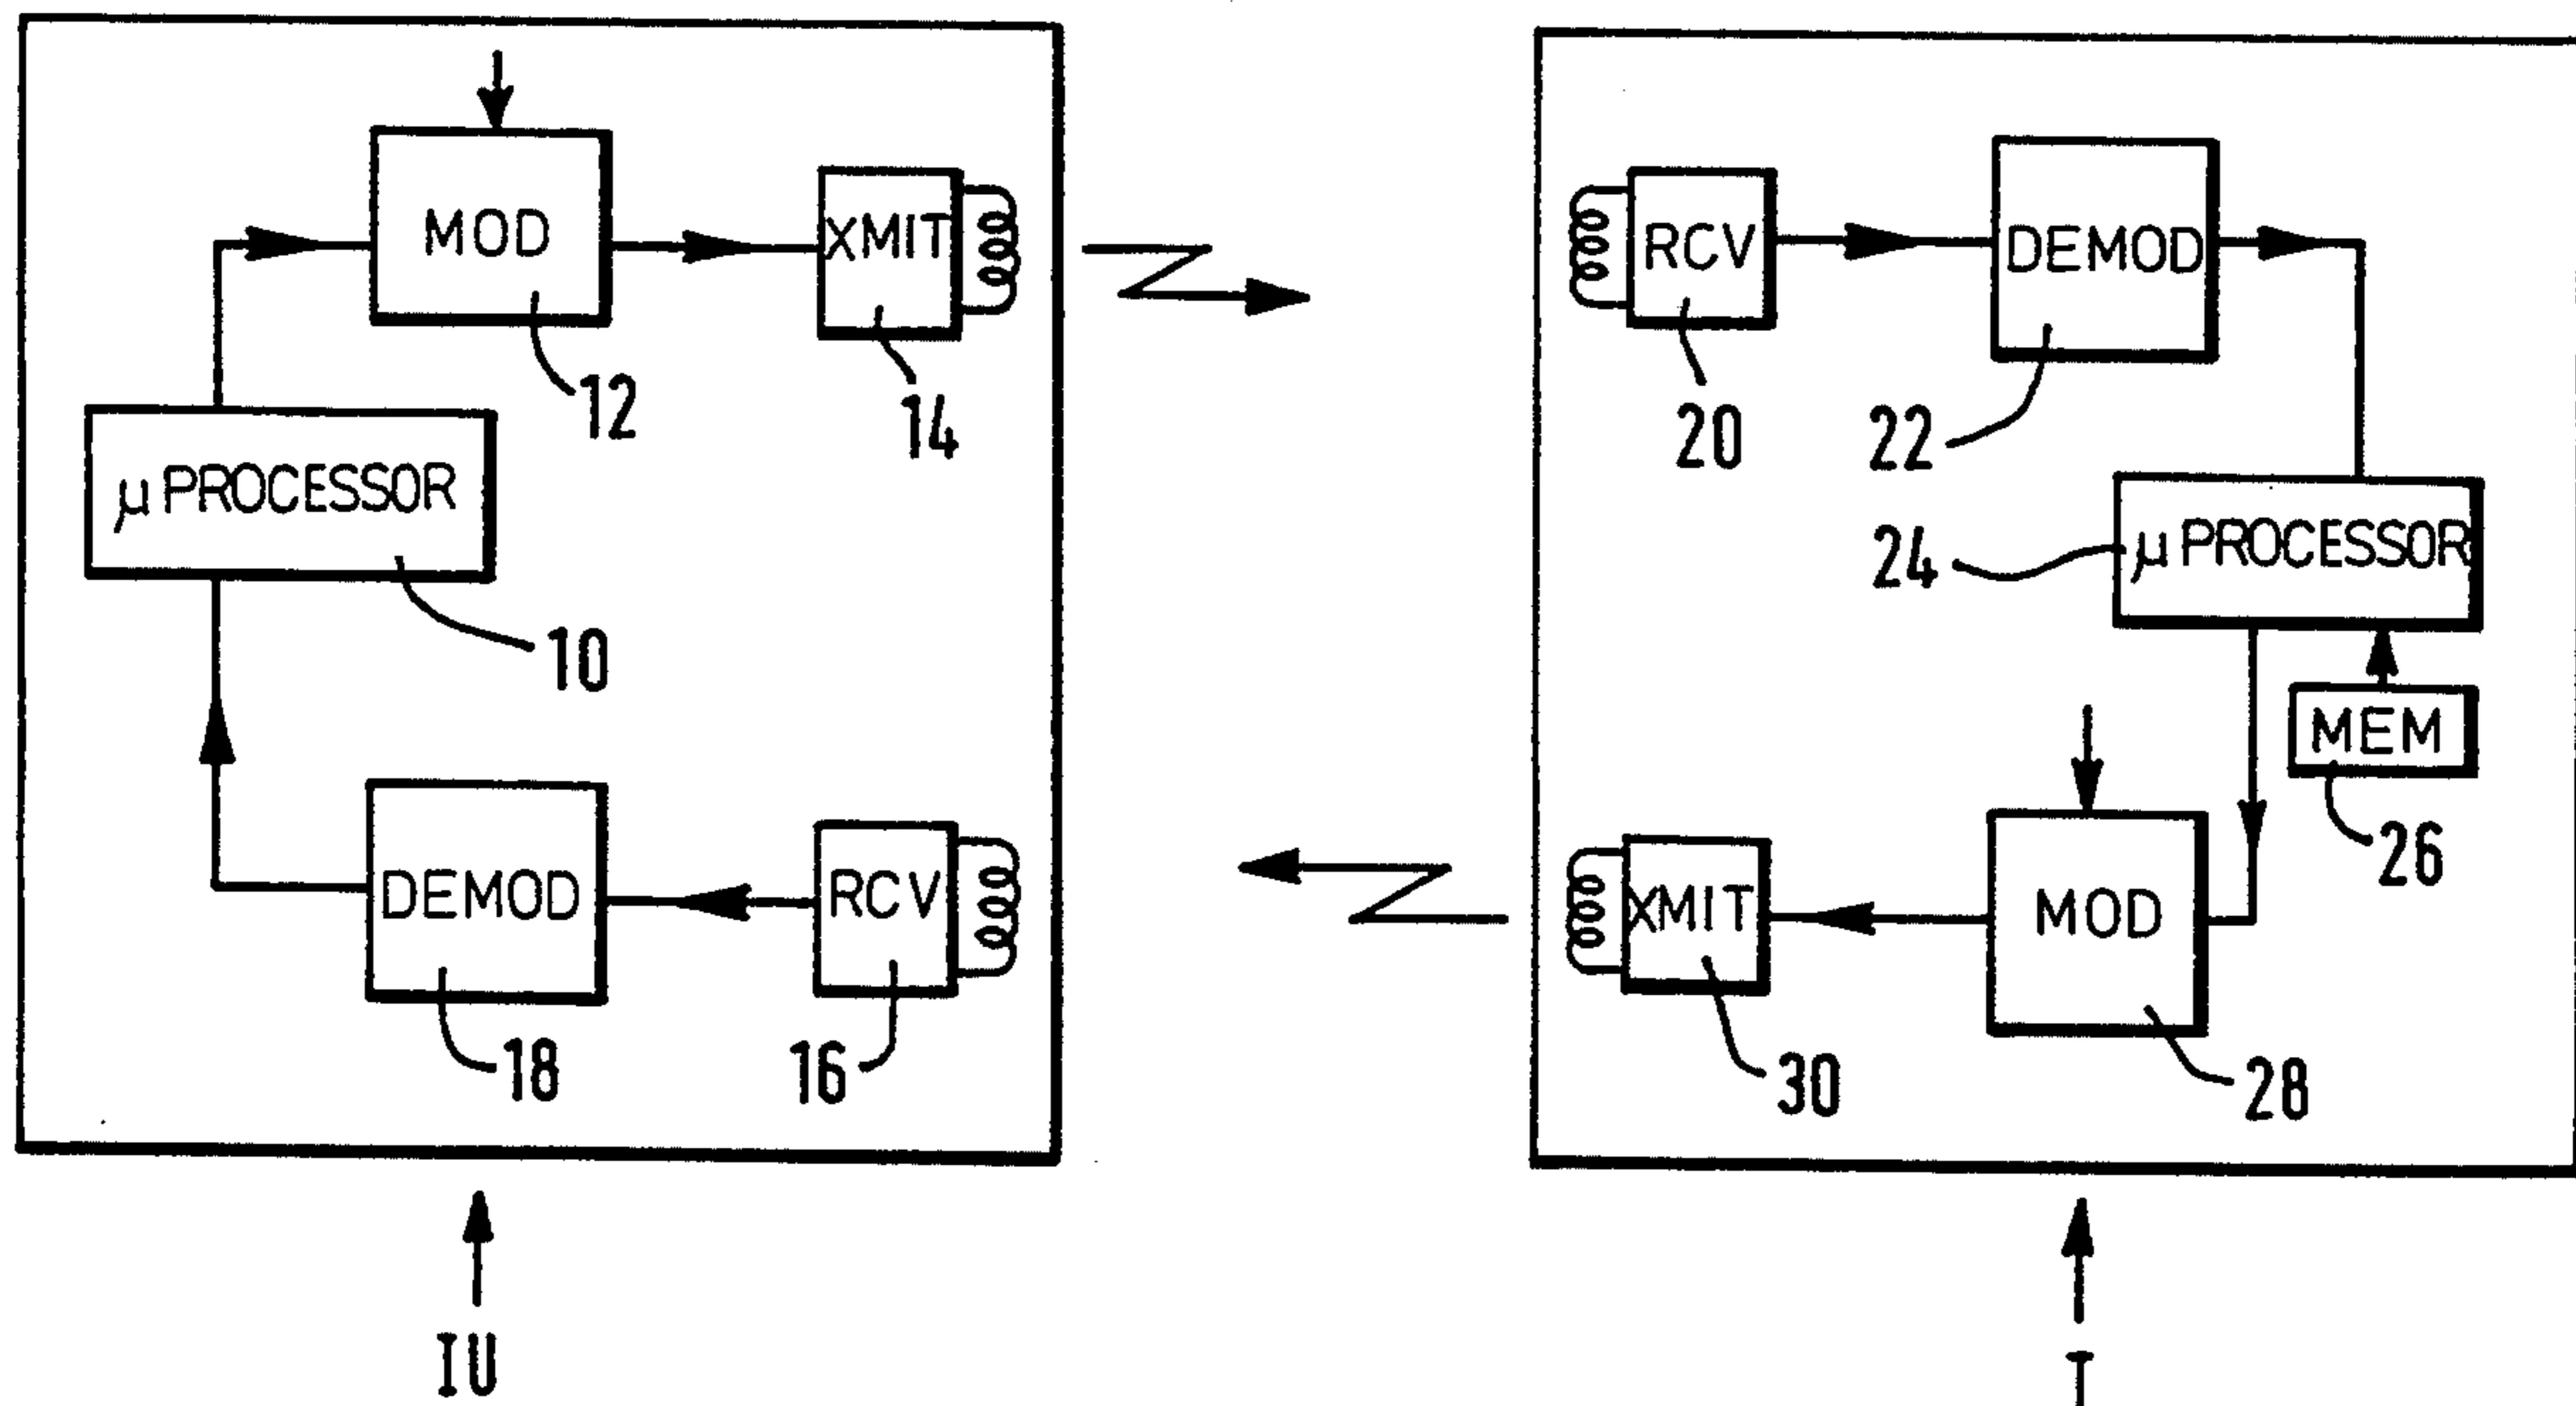 MOD
XMIT
12
14
μ PROCESSOR
10
DEMOD
RCV
18
16
IU
RCV
DEMOD
20
22
μ PROCESSOR
24
MEM
26
XMIT
MOD
30
28
T